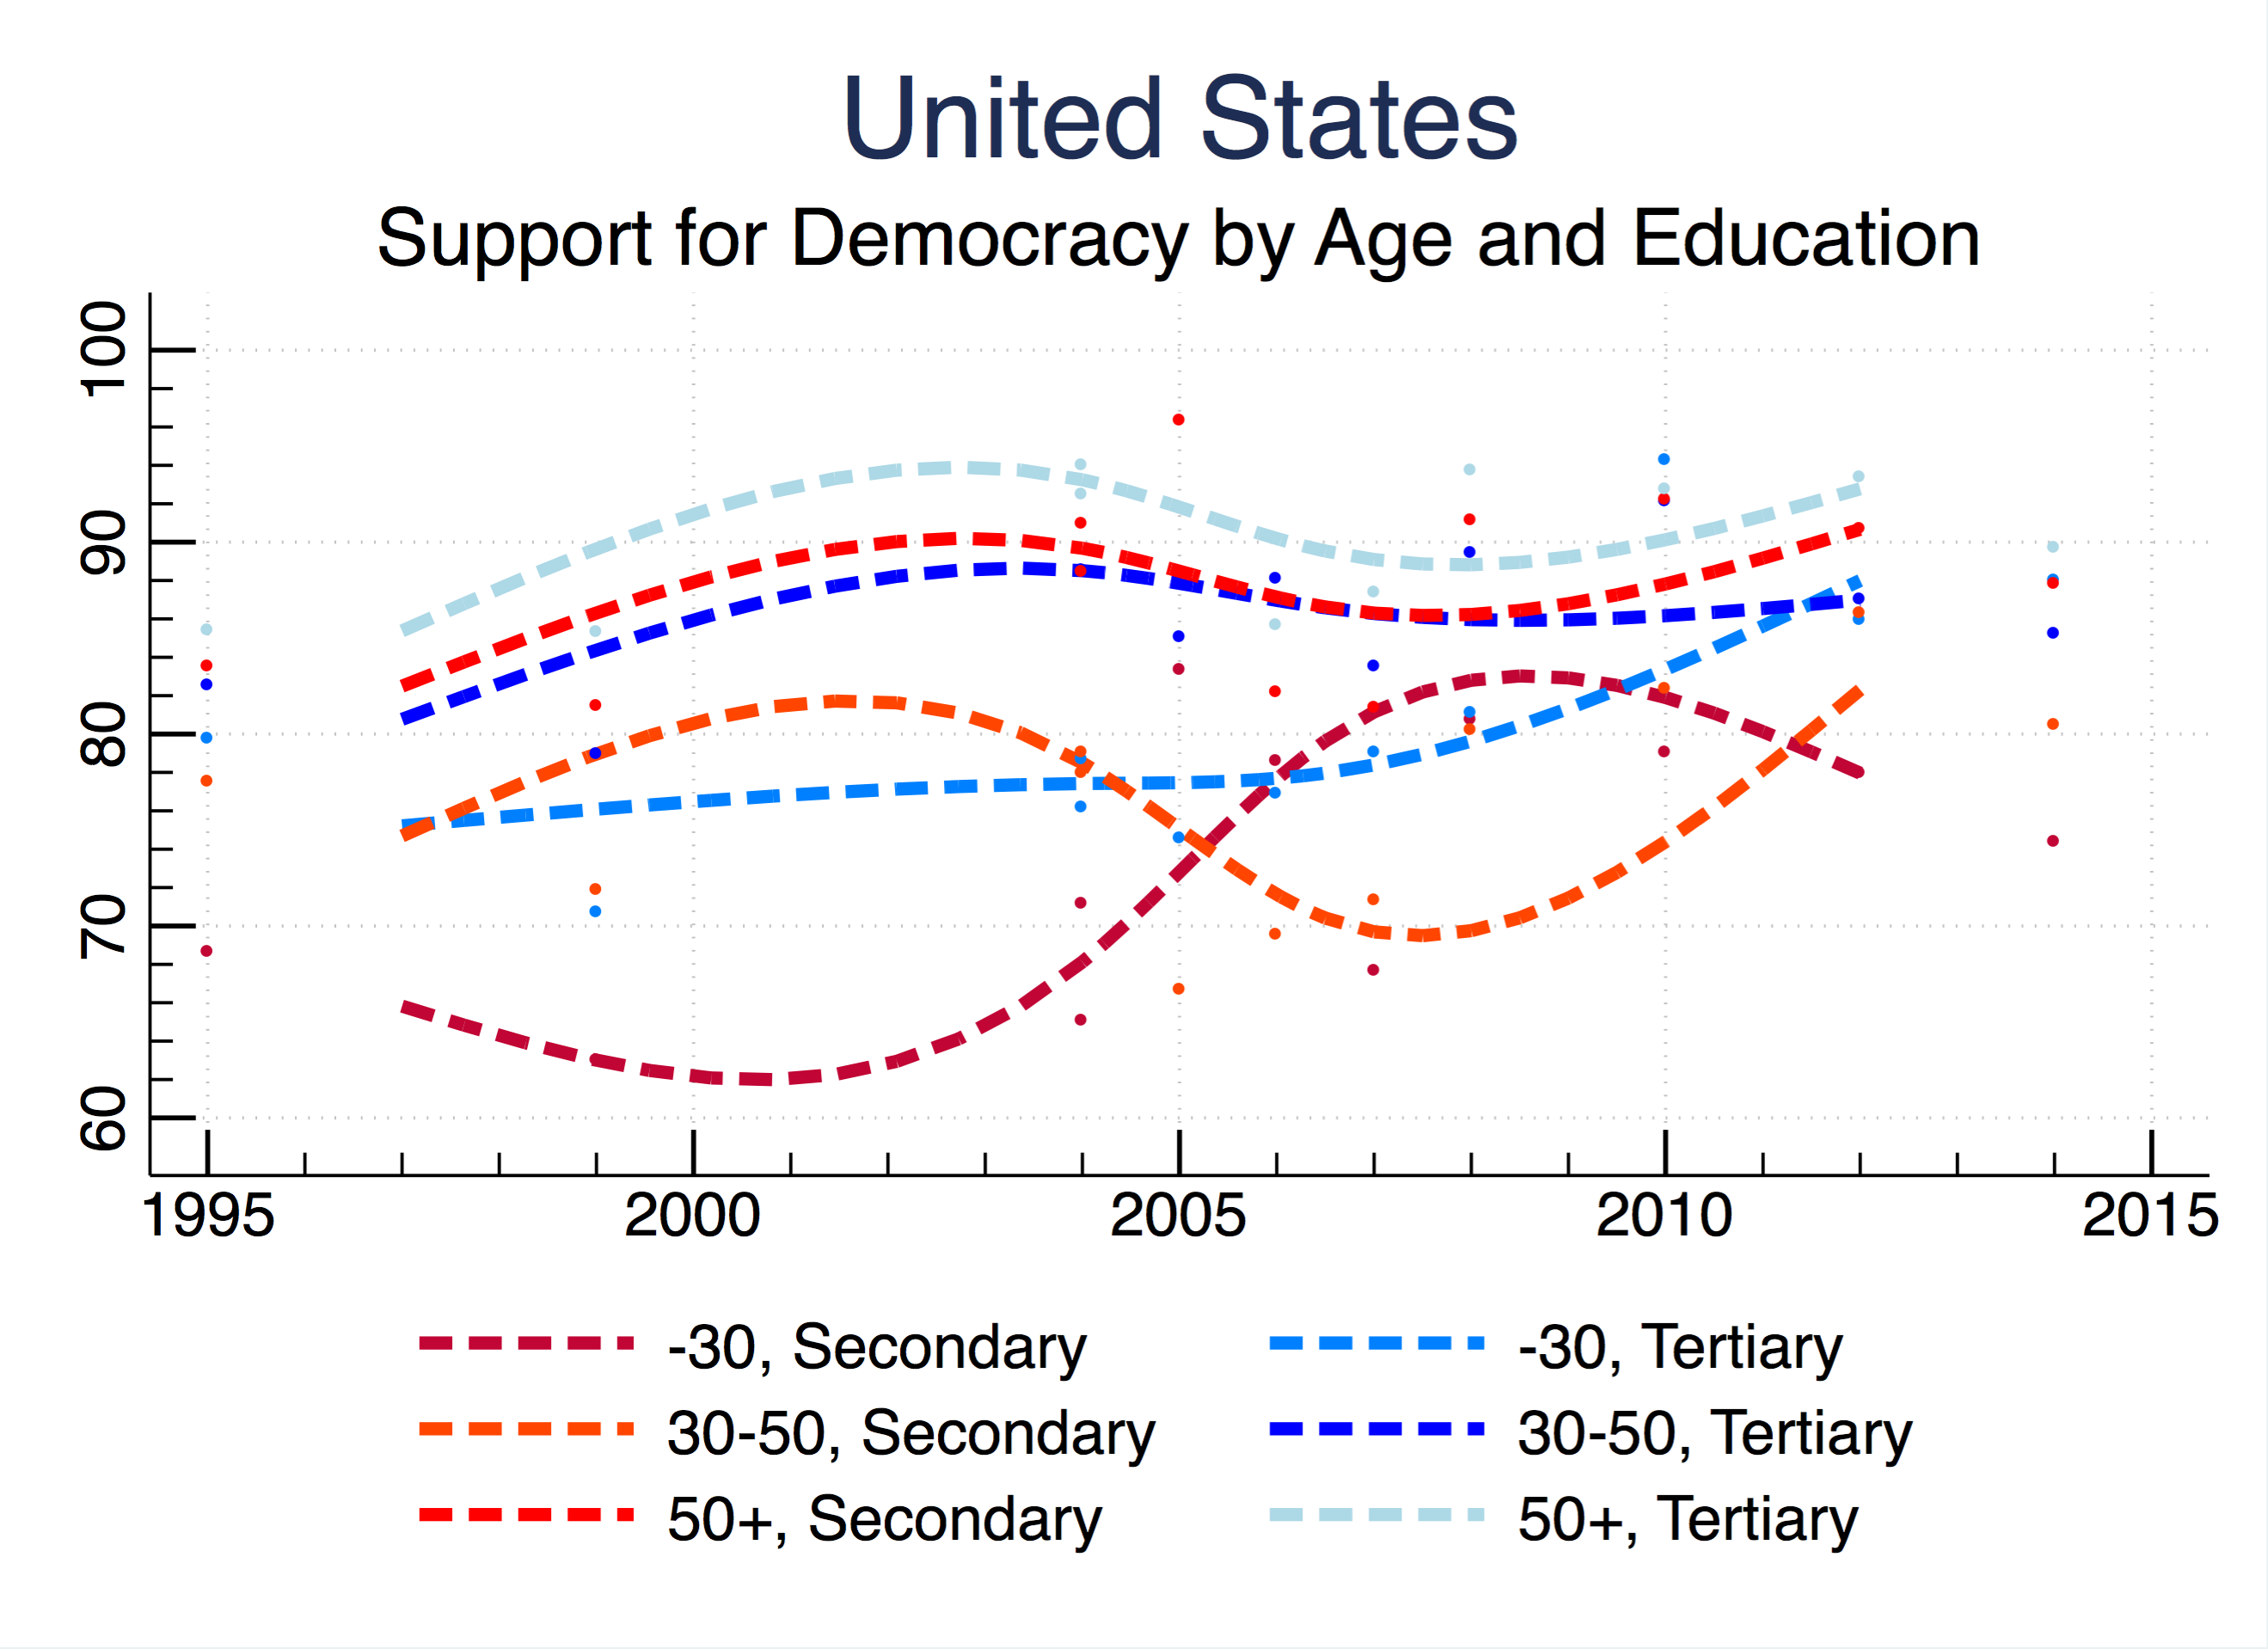 United States
Support for Democracy by Age and Education
100
90
80
70
60
1995 2000 2005 2010 2015
-30, Secondary -30, Tertiary
30-50, Secondary 30-50, Tertiary
50+, Secondary 50+, Tertiary